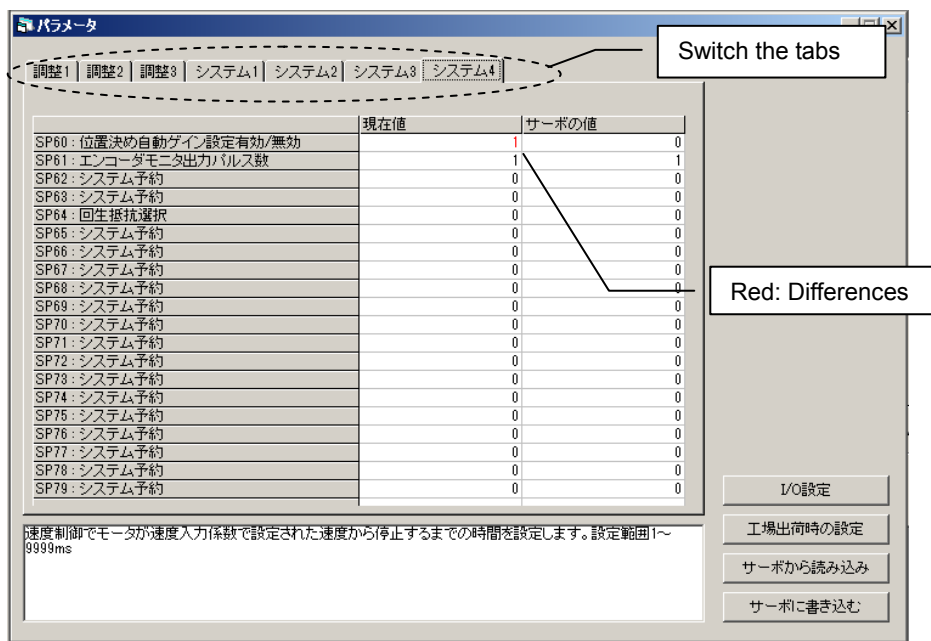 パラメータ
Switch the tabs
調整1 調整2 調整3 システム1 システム2 システム3 システム4
現在値 サーボの値
SP60:位置決め自動ゲイン設定有効/無効 1 0
SP61:エンコーダモニタ出力パルス数 1 1
SP62:システム予約 0 0
SP63:システム予約 0 0
SP64:回生抵抗選択 0 0
SP65:システム予約 0 0
SP66:システム予約 0 0
SP67:システム予約 0 0
SP68:システム予約 0 0
Red: Differences
SP69:システム予約 0 0
SP70:システム予約 0 0
SP71:システム予約 0 0
SP72:システム予約 0 0
SP73:システム予約 0 0
SP74:システム予約 0 0
SP75:システム予約 0 0
SP76:システム予約 0 0
SP77:システム予約 0 0
SP78:システム予約 0 0
SP79:システム予約 0 0
I/O設定
工場出荷時の設定
サーボから読み込み
サーボに書き込む
速度制御でモータが速度入力係数で設定された速度から停止するまでの時間を設定します。設定範囲1～
9999ms